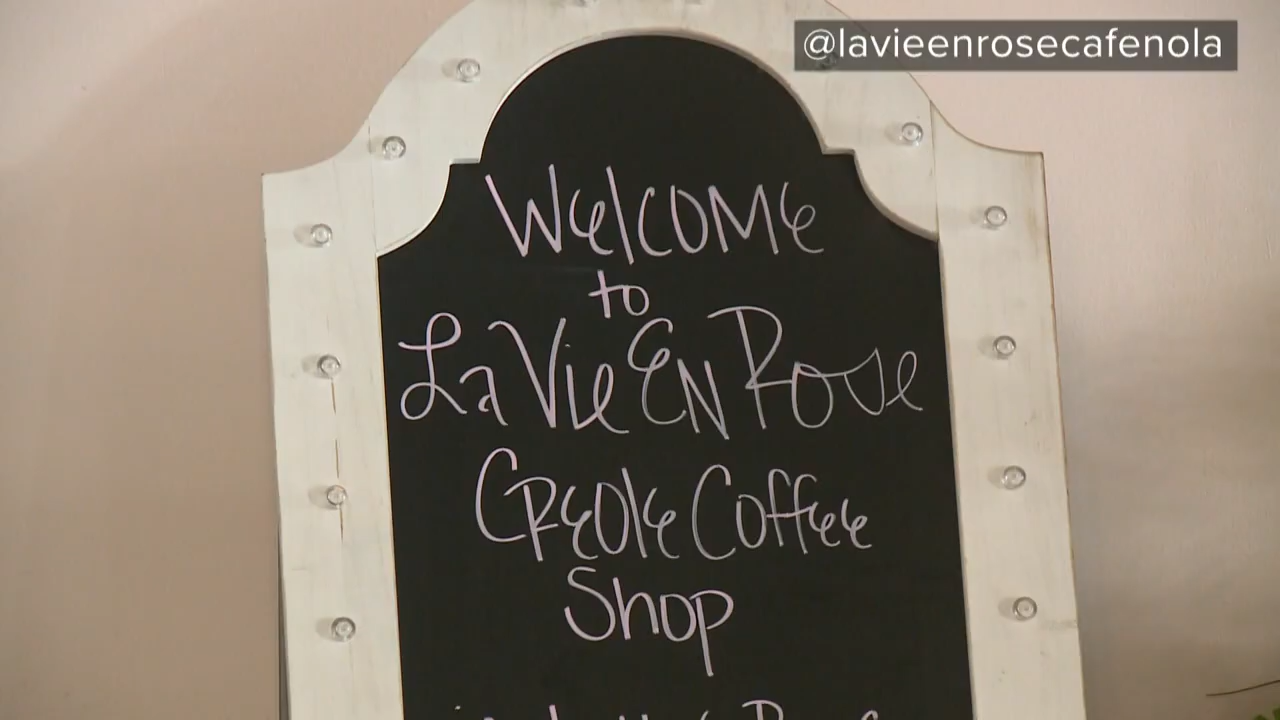 @lavieenrosecafenola
Welcome
to
La Vie En Rose
Creole Coffee
Shop